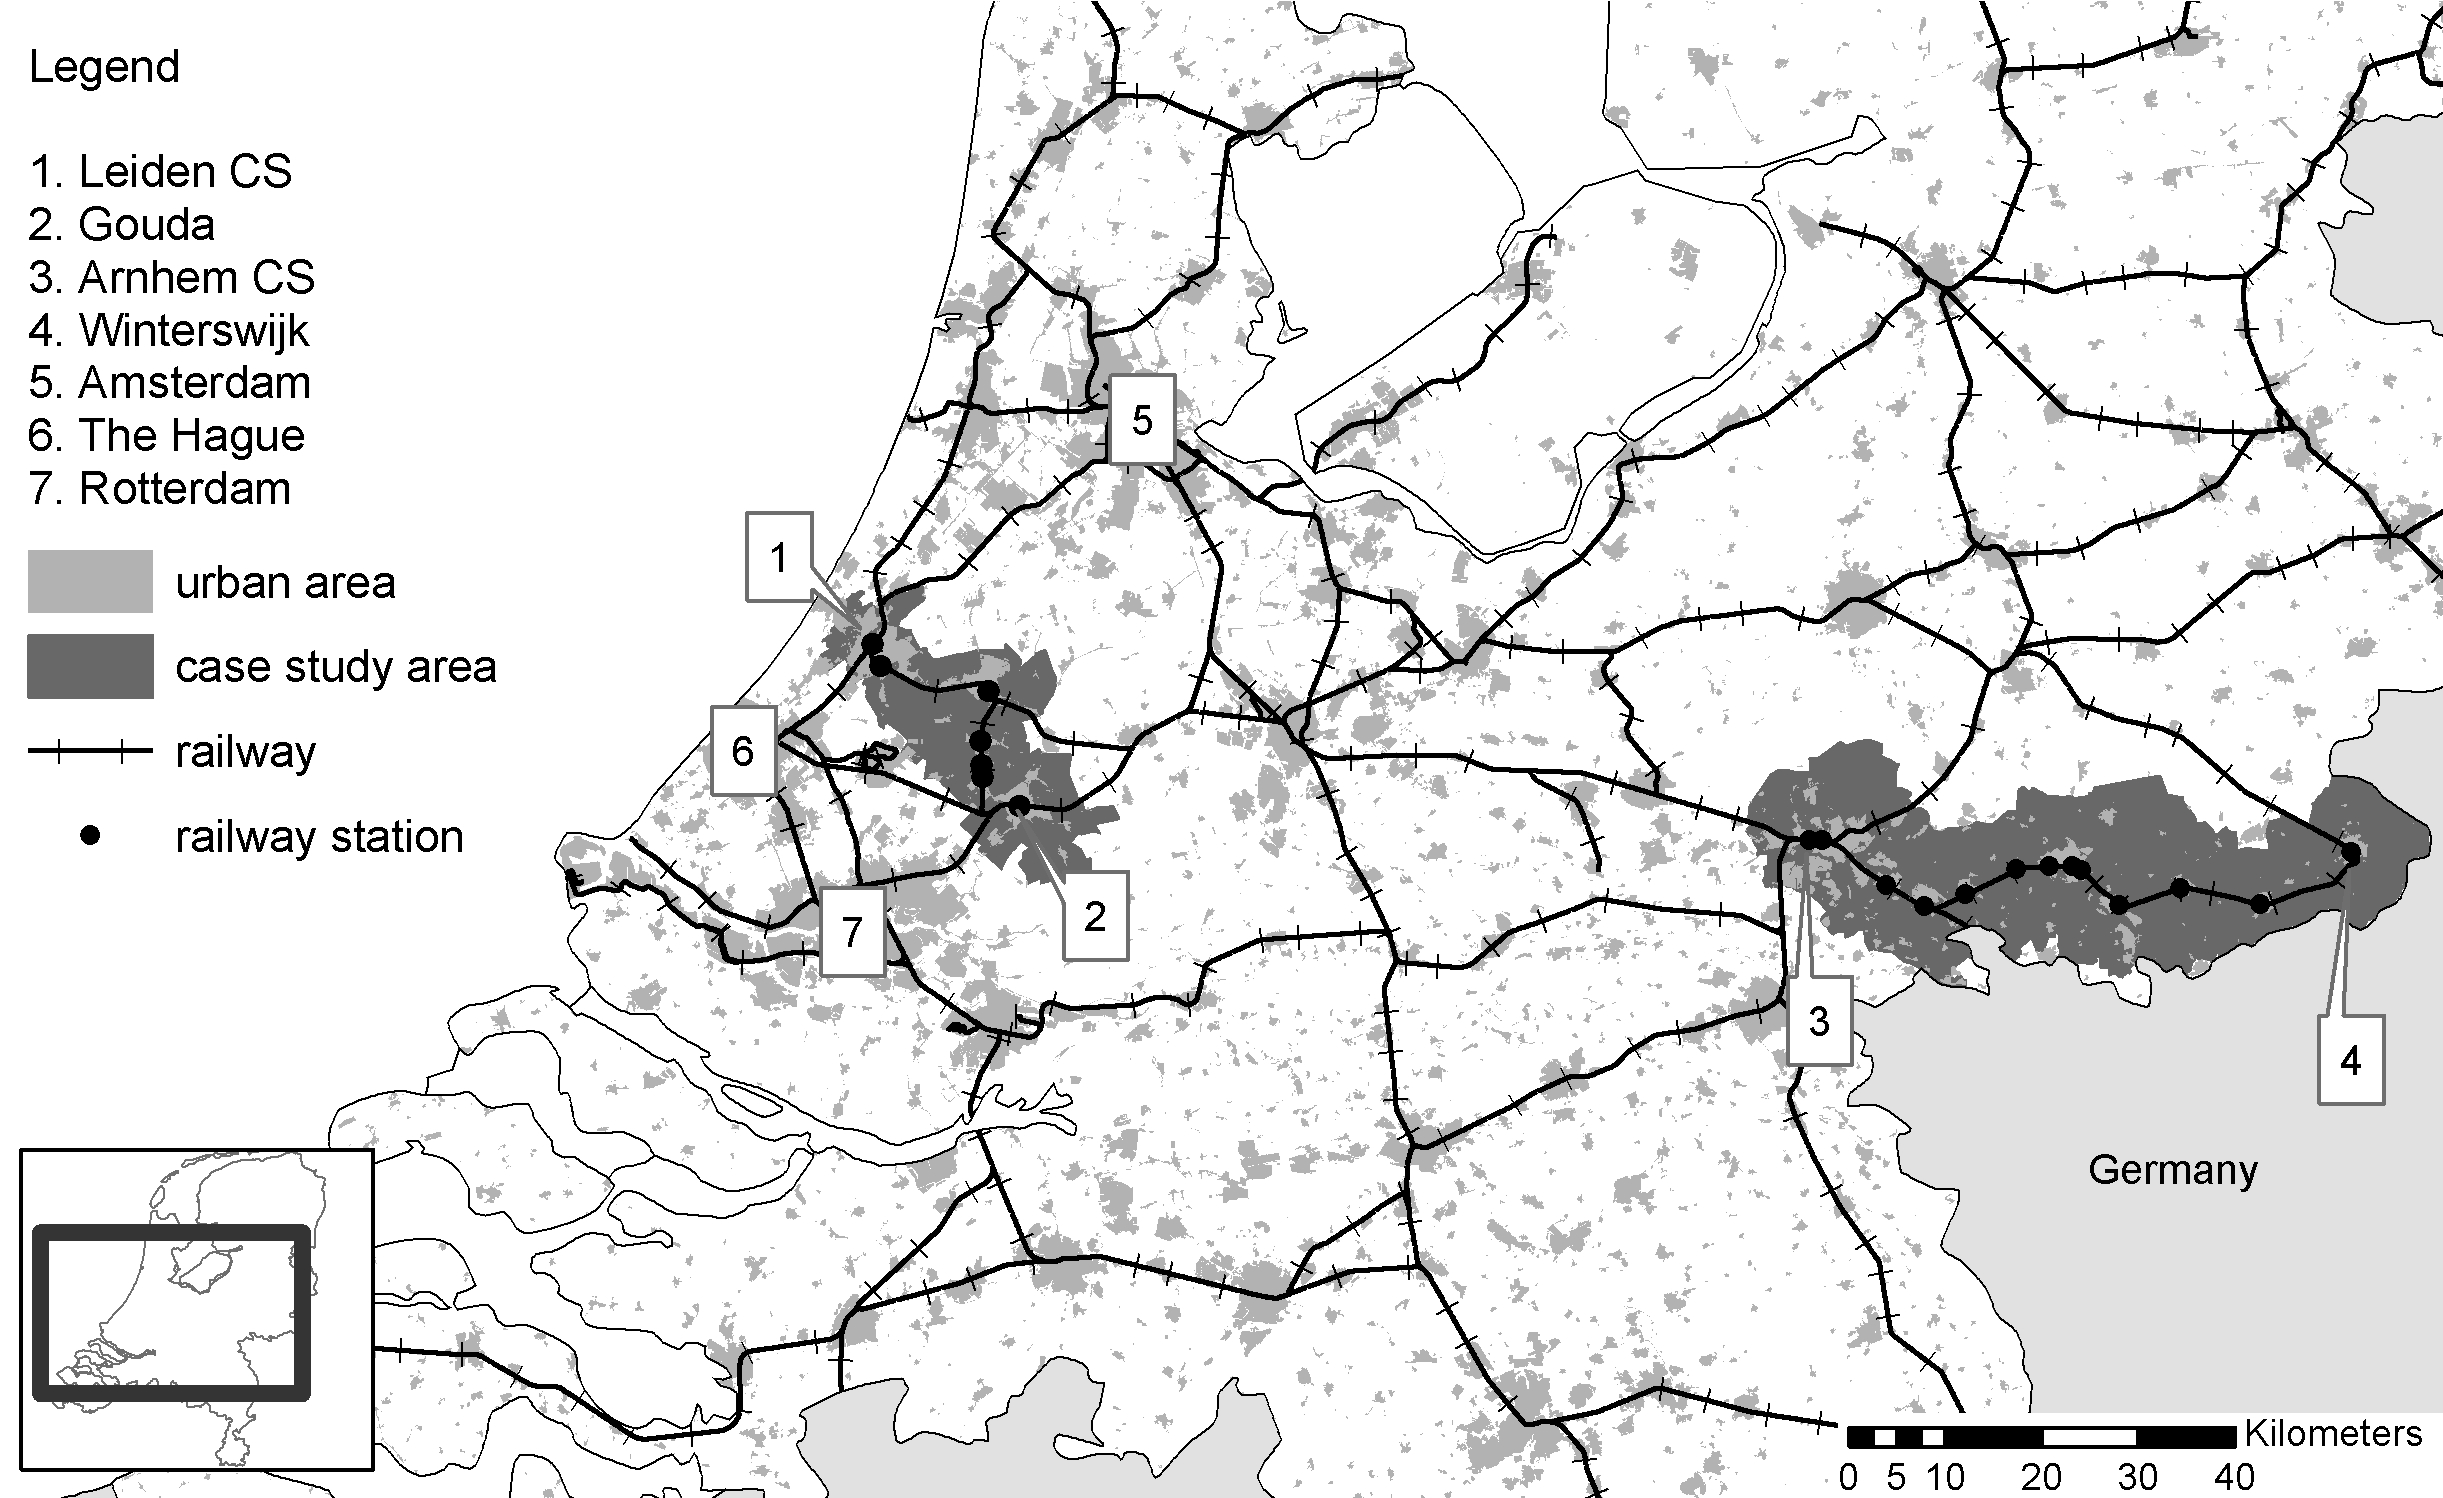 Legend
1. Leiden CS
2. Gouda
3. Arnhem CS
4. Winterswijk
5. Amsterdam
6. The Hague
7. Rotterdam
urban area
case study area
railway
railway station
5
1
6
7
2
3
4
Germany
Kilometers
0 5 10 20 30 40